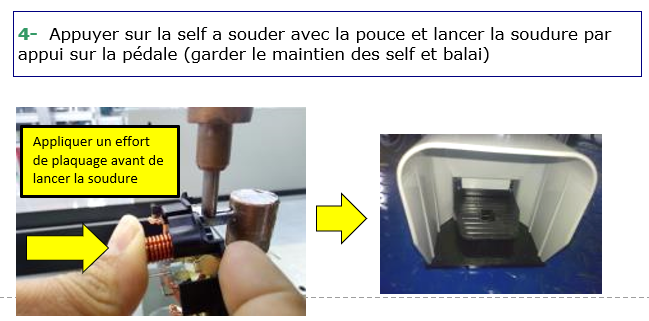 4- Appuyer sur la self a souder avec la pouce et lancer la soudure par
appui sur la pédale (garder le maintien des self et balai)
Appliquer un effort
de plaquage avant de
lancer la soudure